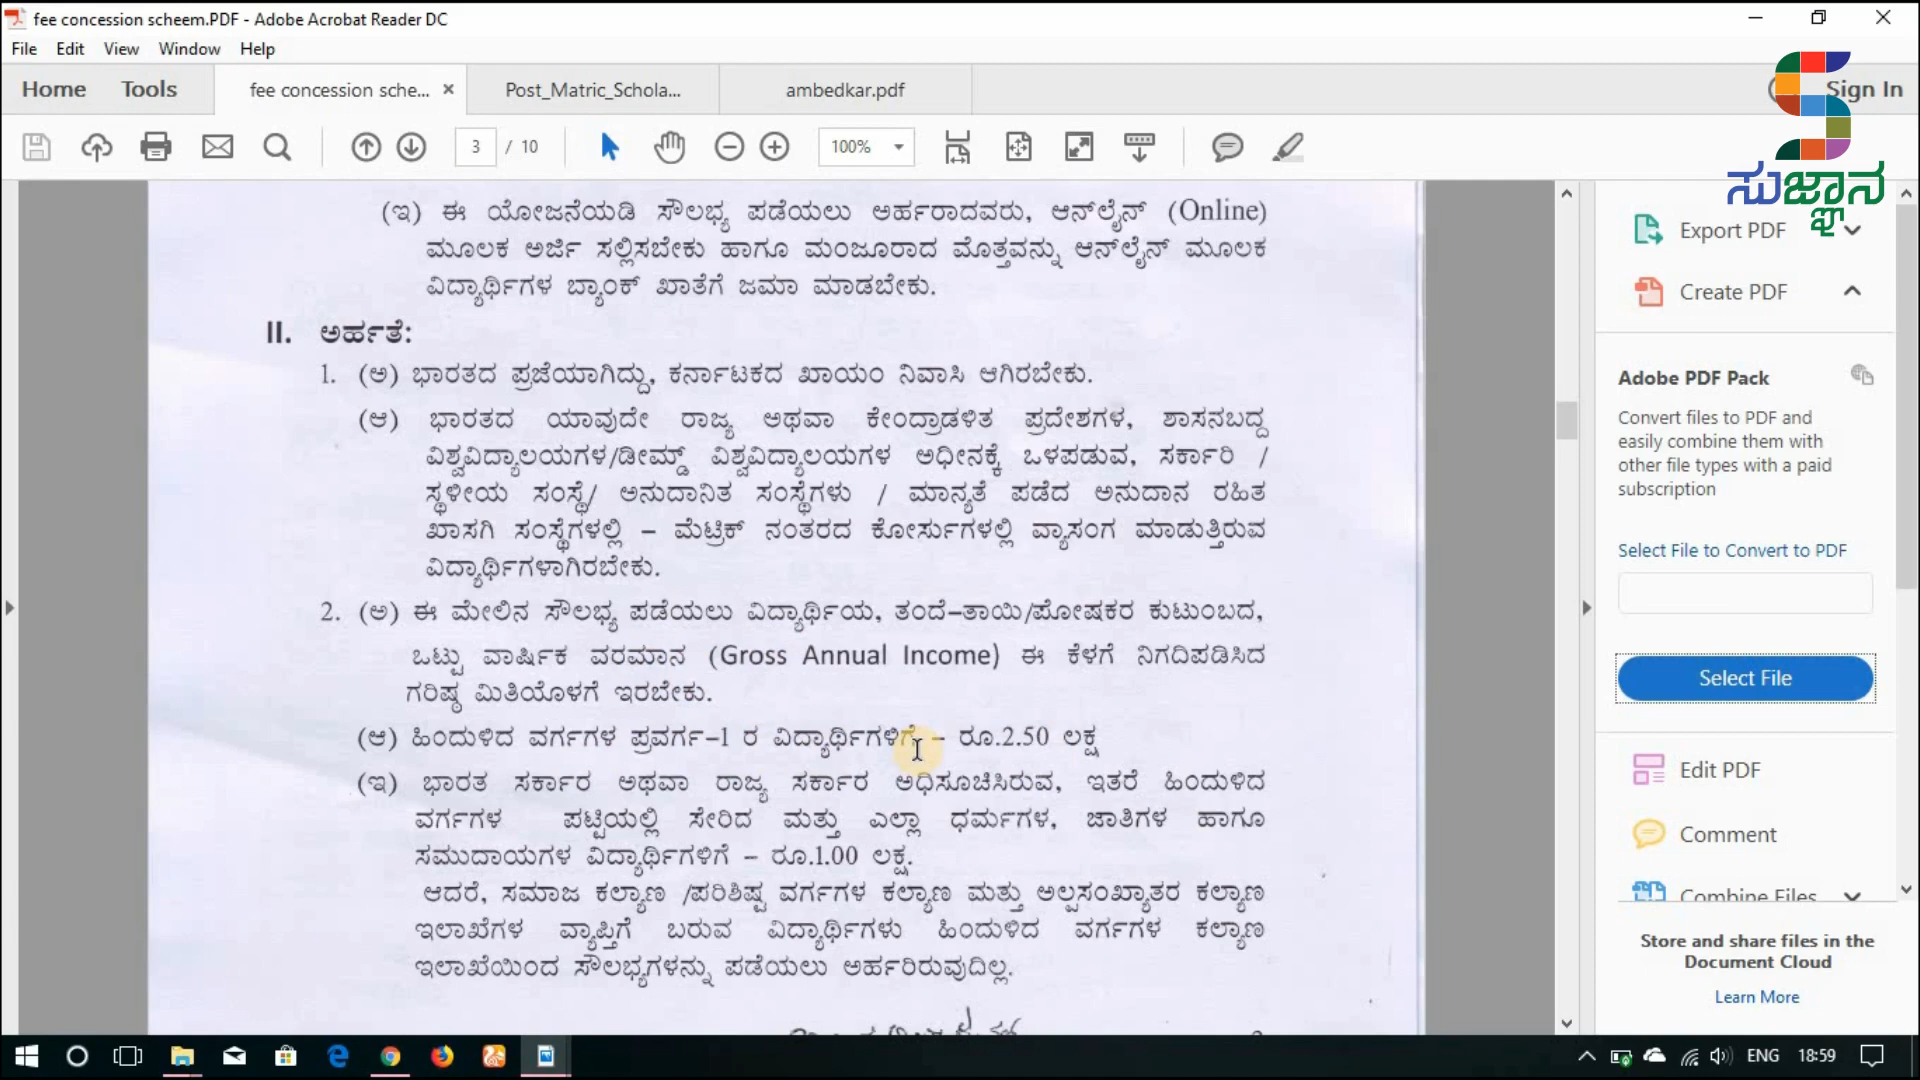 fee concession scheem.PDF - Adobe Acrobat Reader DC
File Edit View Window Help
Home Tools fee concession sche... × Post_Matric_Schola... ambedkar.pdf Sign In
3 / 10 100%
ಸುಜ್ಞಾನ
(ಇ) ಈ ಯೋಜನೆಯಡಿ ಸೌಲಭ್ಯ ಪಡೆಯಲು ಅರ್ಹರಾದವರು, ಆನ್‌ಲೈನ್ (Online)
ಮೂಲಕ ಅರ್ಜಿ ಸಲ್ಲಿಸಬೇಕು ಹಾಗೂ ಮಂಜೂರಾದ ಮೊತ್ತವನ್ನು ಆನ್‌ಲೈನ್ ಮೂಲಕ
ವಿದ್ಯಾರ್ಥಿಗಳ ಬ್ಯಾಂಕ್ ಖಾತೆಗೆ ಜಮಾ ಮಾಡಬೇಕು.
II. ಅರ್ಹತೆ:
1. (ಅ) ಭಾರತದ ಪ್ರಜೆಯಾಗಿದ್ದು, ಕರ್ನಾಟಕದ ಖಾಯಂ ನಿವಾಸಿ ಆಗಿರಬೇಕು.
(ಆ) ಭಾರತದ ಯಾವುದೇ ರಾಜ್ಯ ಅಥವಾ ಕೇಂದ್ರಾಡಳಿತ ಪ್ರದೇಶಗಳ, ಶಾಸನಬದ್ದ
ವಿಶ್ವವಿದ್ಯಾಲಯಗಳ/ಡೀಮ್ಡ್ ವಿಶ್ವವಿದ್ಯಾಲಯಗಳ ಅಧೀನಕ್ಕೆ ಒಳಪಡುವ, ಸರ್ಕಾರಿ /
ಸ್ಥಳೀಯ ಸಂಸ್ಥೆ/ ಅನುದಾನಿತ ಸಂಸ್ಥೆಗಳು / ಮಾನ್ಯತೆ ಪಡೆದ ಅನುದಾನ ರಹಿತ
ಖಾಸಗಿ ಸಂಸ್ಥೆಗಳಲ್ಲಿ – ಮೆಟ್ರಿಕ್ ನಂತರದ ಕೋರ್ಸುಗಳಲ್ಲಿ ವ್ಯಾಸಂಗ ಮಾಡುತ್ತಿರುವ
ವಿದ್ಯಾರ್ಥಿಗಳಾಗಿರಬೇಕು.
2. (ಅ) ಈ ಮೇಲಿನ ಸೌಲಭ್ಯ ಪಡೆಯಲು ವಿದ್ಯಾರ್ಥಿಯ, ತಂದೆ–ತಾಯಿ/ಪೋಷಕರ ಕುಟುಂಬದ,
ಒಟ್ಟು ವಾರ್ಷಿಕ ವರಮಾನ (Gross Annual Income) ಈ ಕೆಳಗೆ ನಿಗದಿಪಡಿಸಿದ
ಗರಿಷ್ಠ ಮಿತಿಯೊಳಗೆ ಇರಬೇಕು.
(ಆ) ಹಿಂದುಳಿದ ವರ್ಗಗಳ ಪ್ರವರ್ಗ–1 ರ ವಿದ್ಯಾರ್ಥಿಗಳಿಗೆ – ರೂ.2.50 ಲಕ್ಷ
(ಇ) ಭಾರತ ಸರ್ಕಾರ ಅಥವಾ ರಾಜ್ಯ ಸರ್ಕಾರ ಅಧಿಸೂಚಿಸಿರುವ, ಇತರೆ ಹಿಂದುಳಿದ
ವರ್ಗಗಳ ಪಟ್ಟಿಯಲ್ಲಿ ಸೇರಿದ ಮತ್ತು ಎಲ್ಲಾ ಧರ್ಮಗಳ, ಜಾತಿಗಳ ಹಾಗೂ
ಸಮುದಾಯಗಳ ವಿದ್ಯಾರ್ಥಿಗಳಿಗೆ – ರೂ.1.00 ಲಕ್ಷ.
ಆದರೆ, ಸಮಾಜ ಕಲ್ಯಾಣ /ಪರಿಶಿಷ್ಟ ವರ್ಗಗಳ ಕಲ್ಯಾಣ ಮತ್ತು ಅಲ್ಪಸಂಖ್ಯಾತರ ಕಲ್ಯಾಣ
ಇಲಾಖೆಗಳ ವ್ಯಾಪ್ತಿಗೆ ಬರುವ ವಿದ್ಯಾರ್ಥಿಗಳು ಹಿಂದುಳಿದ ವರ್ಗಗಳ ಕಲ್ಯಾಣ
ಇಲಾಖೆಯಿಂದ ಸೌಲಭ್ಯಗಳನ್ನು ಪಡೆಯಲು ಅರ್ಹರಿರುವುದಿಲ್ಲ.
Export PDF
Create PDF
Adobe PDF Pack
Convert files to PDF and
easily combine them with
other file types with a paid
subscription
Select File to Convert to PDF
Select File
Edit PDF
Comment
Combine Files
Store and share files in the
Document Cloud
Learn More
ENG 18:59